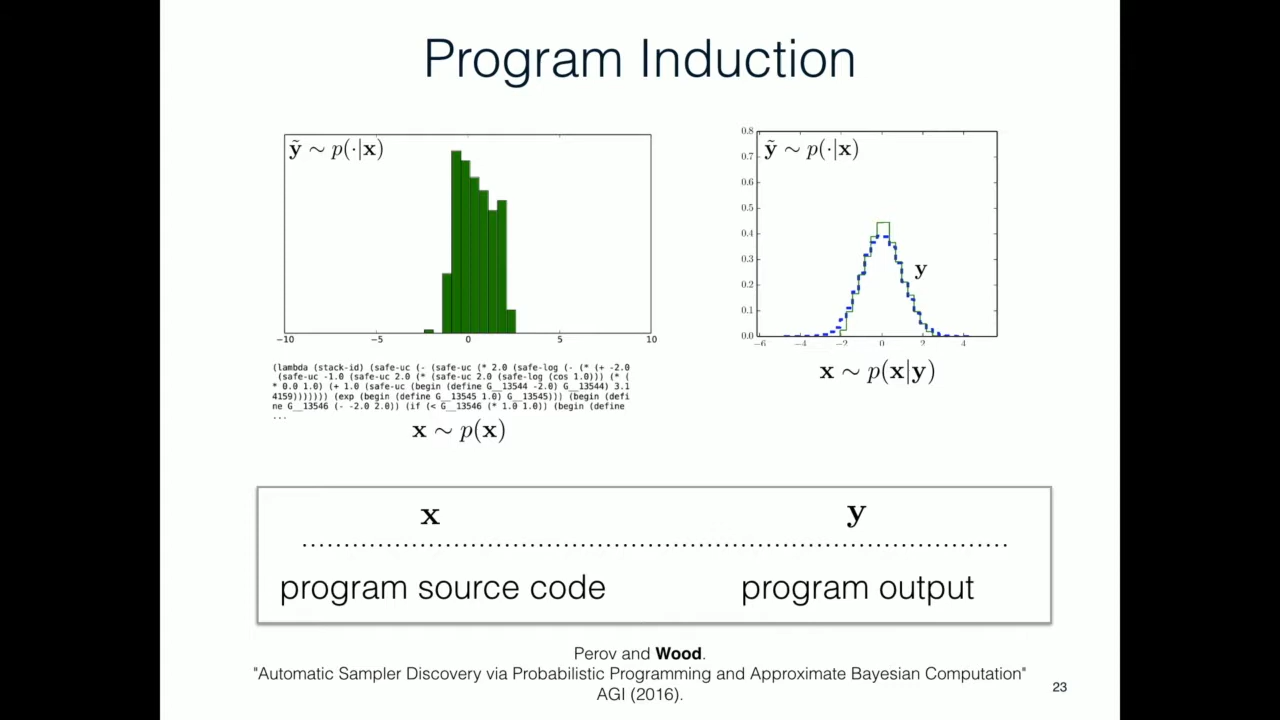 Program Induction
ỹ ∼ p(·|x)
−10 −5 0 5 10
(lambda (stack-id) (safe-uc (- (safe-uc (* 2.0 (safe-log (- (* (+ -2.0
(safe-uc -1.0 (safe-uc 2.0 (* (safe-uc 2.0 (safe-log (cos 1.0))) (* (
* 0.0 1.0) (+ 1.0 (safe-uc (begin (define G__13544 -2.0) G__13544) 3.1
4159))))))) (exp (begin (define G__13545 1.0) G__13545))) (begin (defi
ne G__13546 (- -2.0 2.0)) (if (< G__13546 (* 1.0 1.0)) (begin (define
...
x ∼ p(x)
ỹ ∼ p(·|x)
0.8
0.7
0.6
0.5
0.4
0.3
0.2
0.1
0.0
y
−6 −4 −2 0 2 4
x ∼ p(x|y)
x y
program source code program output
Perov and Wood.
"Automatic Sampler Discovery via Probabilistic Programming and Approximate Bayesian Computation"
AGI (2016).
23